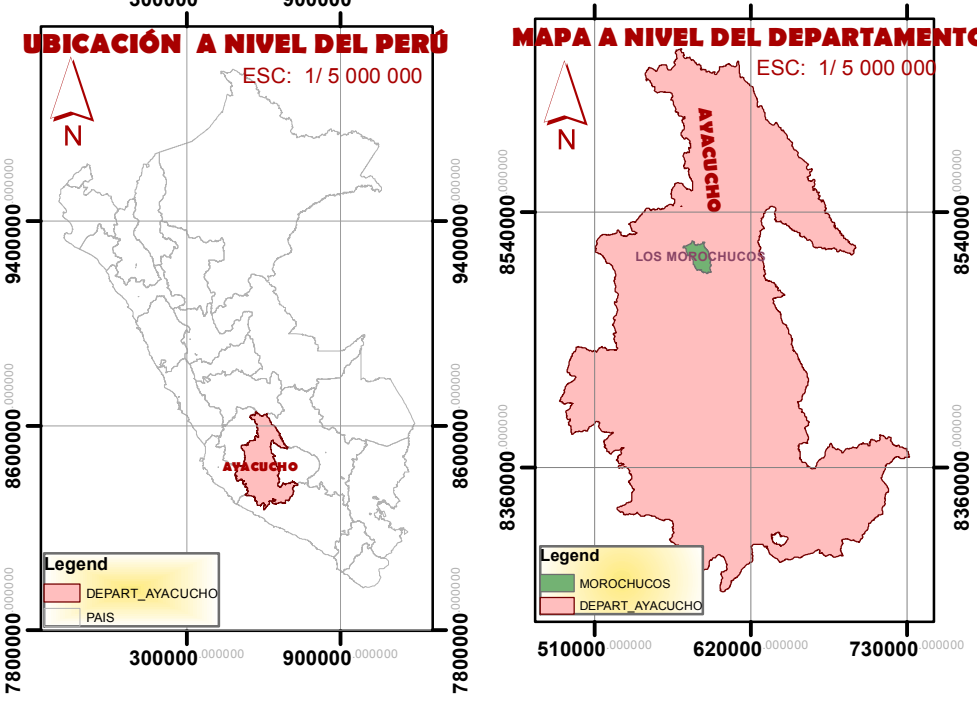 300000
900000
UBICACIÓN A NIVEL DEL PERÚ
ESC: 1/ 5 000 000
N
9400000.000000
9400000.000000
8600000.000000
8600000.000000
AYACUCHO
Legend
DEPART_AYACUCHO
PAIS
7800000.000000
7800000.000000
300000.000000
900000.000000
MAPA A NIVEL DEL DEPARTAMENTO
ESC: 1/ 5 000 000
N
AYACUCHO
8540000.000000
8540000.000000
LOS MOROCHUCOS
8360000.000000
8360000.000000
Legend
MOROCHUCOS
DEPART_AYACUCHO
510000.000000
620000.000000
730000.000000